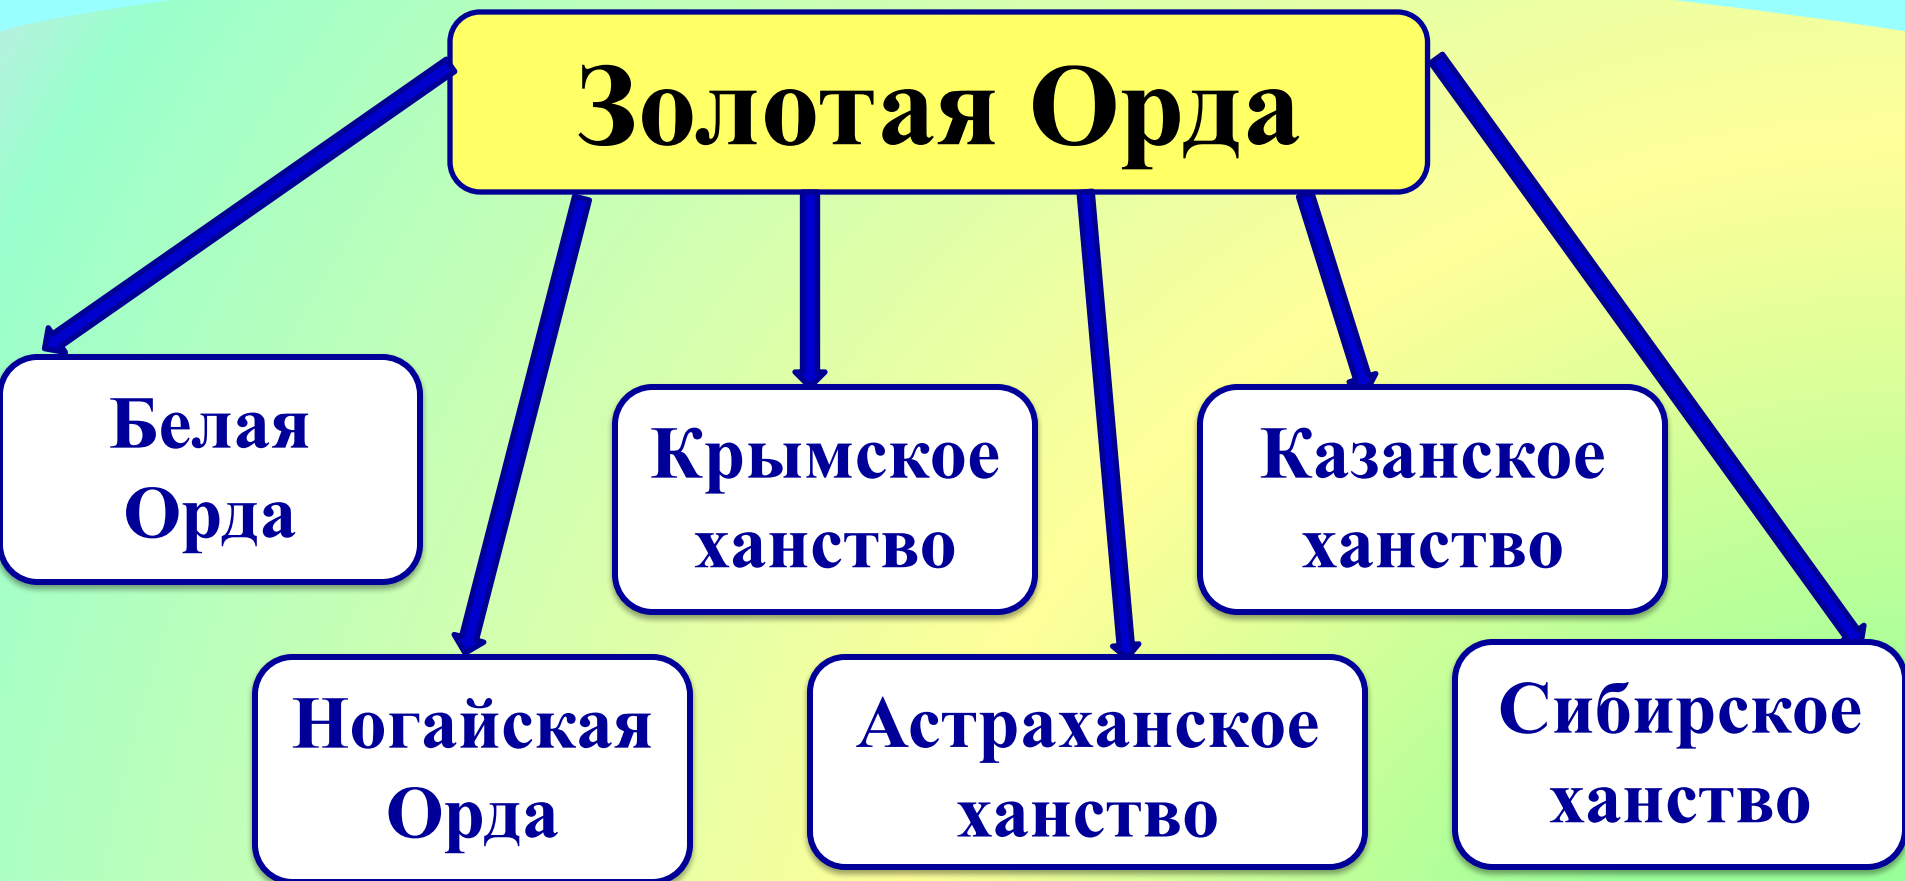 Золотая Орда
Белая
Орда
Крымское
ханство
Казанское
ханство
Ногайская
Орда
Астраханское
ханство
Сибирское
ханство